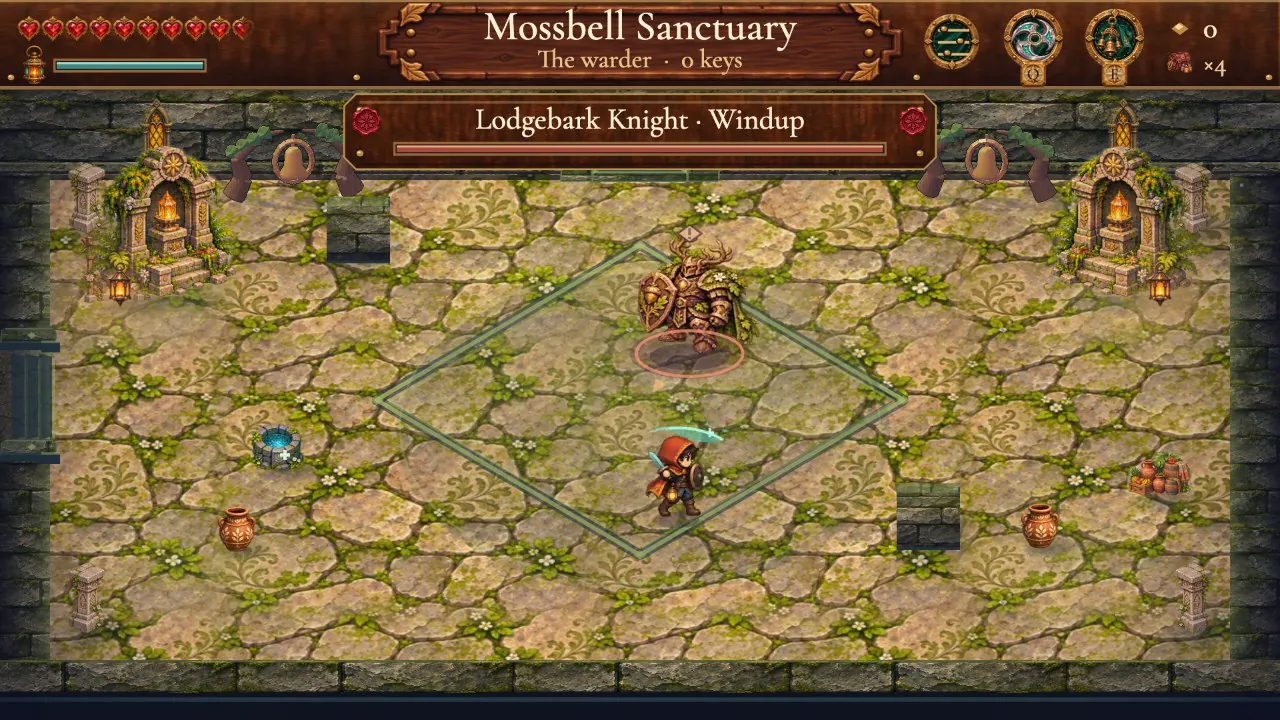 Mossbell Sanctuary
The warder · 0 keys
Q
0
×4
Lodgebark Knight · Windup
!